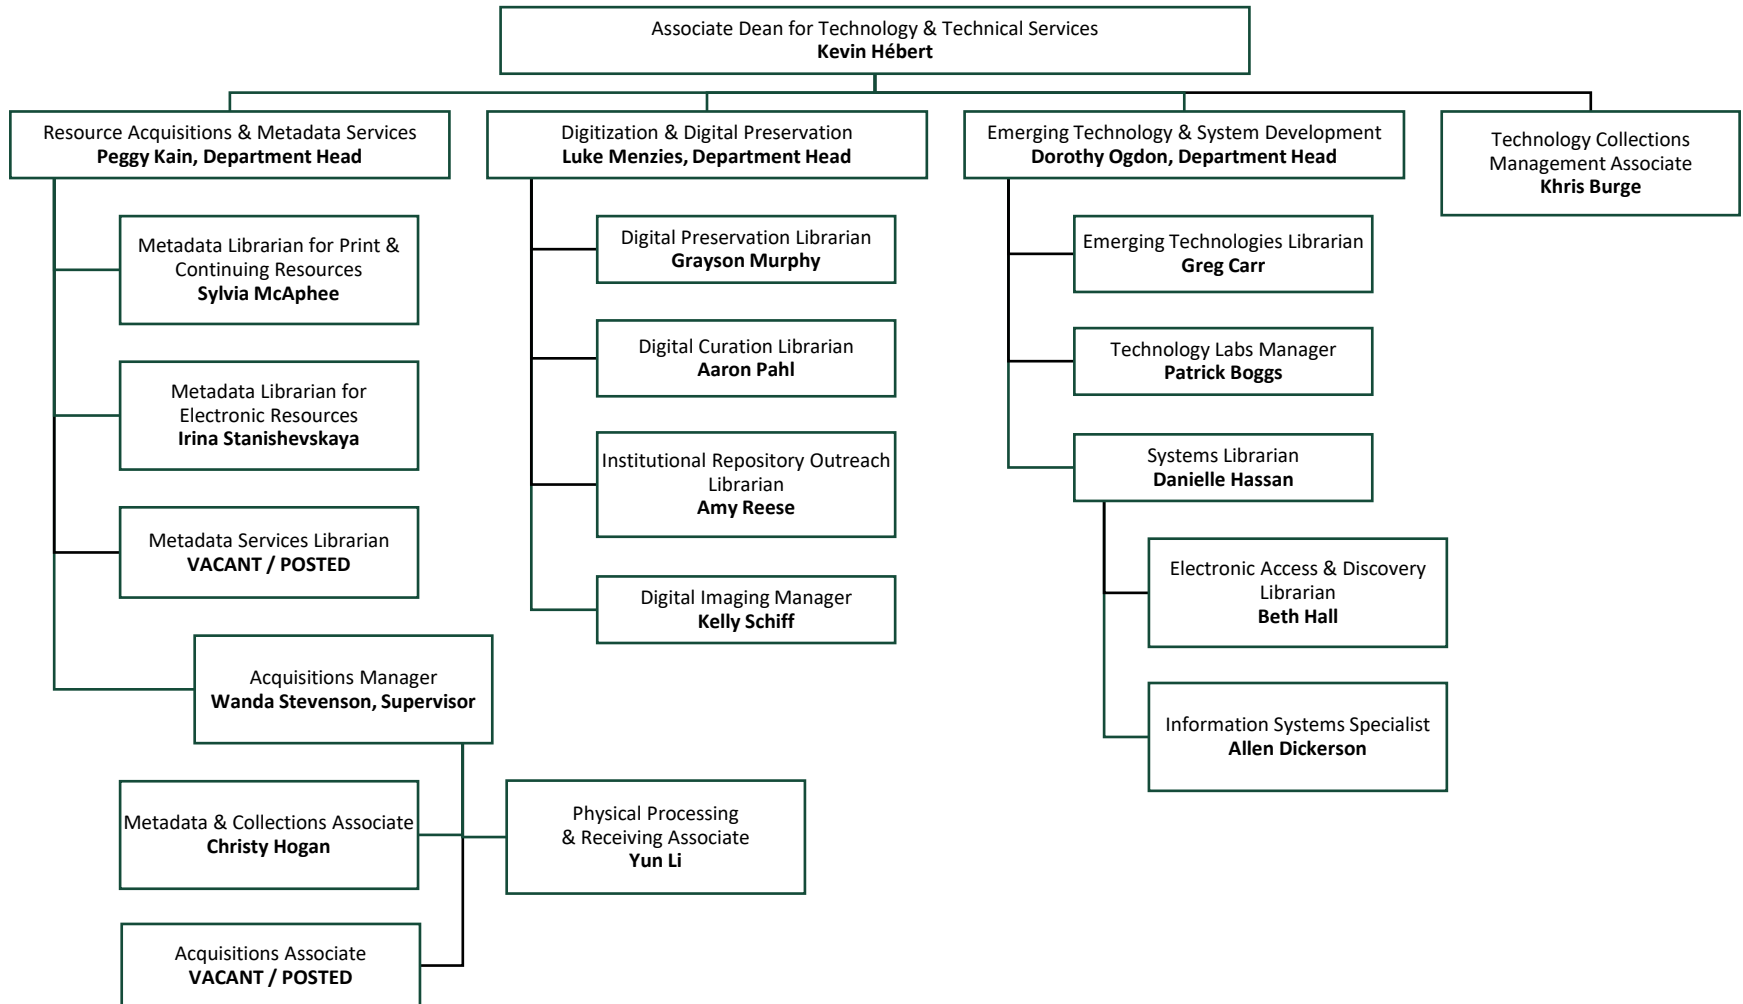 Associate Dean for Technology & Technical Services
Kevin Hébert
Resource Acquisitions & Metadata Services
Peggy Kain, Department Head
Digitization & Digital Preservation
Luke Menzies, Department Head
Emerging Technology & System Development
Dorothy Ogdon, Department Head
Technology Collections
Management Associate
Khris Burge
Metadata Librarian for Print &
Continuing Resources
Sylvia McAphee
Metadata Librarian for
Electronic Resources
Irina Stanishevskaya
Metadata Services Librarian
VACANT / POSTED
Acquisitions Manager
Wanda Stevenson, Supervisor
Metadata & Collections Associate
Christy Hogan
Physical Processing
& Receiving Associate
Yun Li
Acquisitions Associate
VACANT / POSTED
Digital Preservation Librarian
Grayson Murphy
Digital Curation Librarian
Aaron Pahl
Institutional Repository Outreach
Librarian
Amy Reese
Digital Imaging Manager
Kelly Schiff
Emerging Technologies Librarian
Greg Carr
Technology Labs Manager
Patrick Boggs
Systems Librarian
Danielle Hassan
Electronic Access & Discovery
Librarian
Beth Hall
Information Systems Specialist
Allen Dickerson